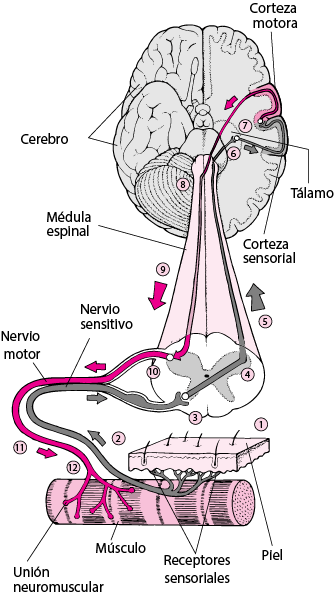 Corteza
motora
Cerebro
7
6
Tálamo
8
Médula
espinal
Corteza
sensorial
9
Nervio
sensitivo
5
Nervio
motor
10
4
3
1
2
11
12
Músculo
Receptores
sensoriales
Piel
Unión
neuromuscular